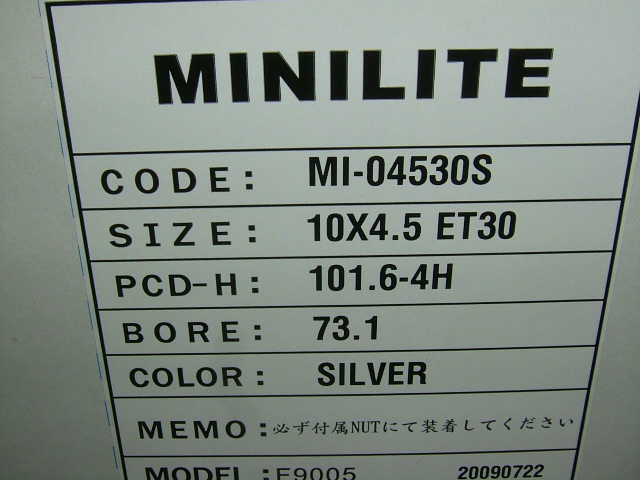 MINILITE
CODE: MI-04530S
SIZE: 10X4.5 ET30
PCD-H: 101.6-4H
BORE: 73.1
COLOR: SILVER
MEMO:必ず付属NUTにて装着してください
MODEL:F9005 20090722